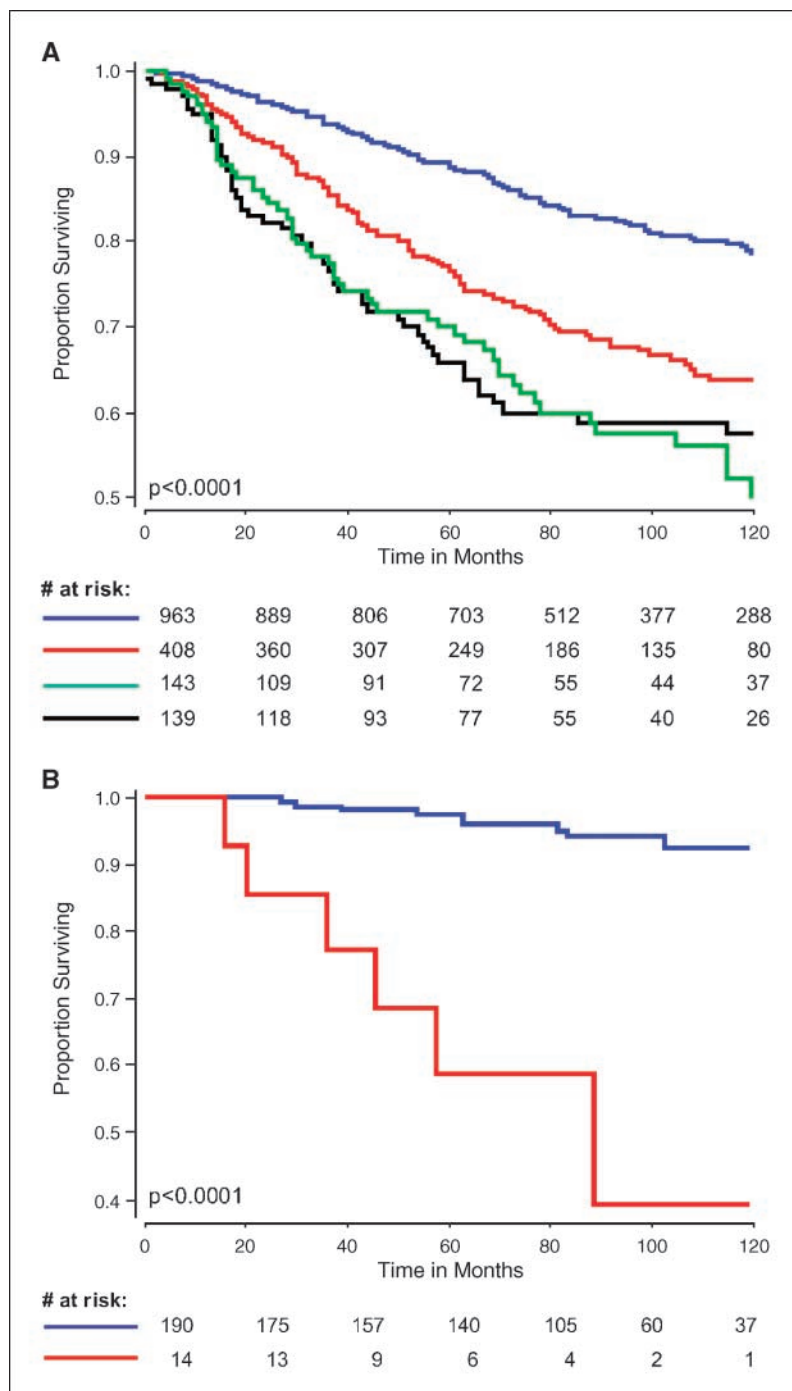 A
1.0
0.9
0.8
0.7
0.6
0.5
Proportion Surviving
p<0.0001
0 20 40 60 80 100 120
Time in Months
# at risk:
963 889 806 703 512 377 288
408 360 307 249 186 135 80
143 109 91 72 55 44 37
139 118 93 77 55 40 26
B
1.0
0.9
0.8
0.7
0.6
0.5
0.4
Proportion Surviving
p<0.0001
0 20 40 60 80 100 120
Time in Months
# at risk:
190 175 157 140 105 60 37
14 13 9 6 4 2 1